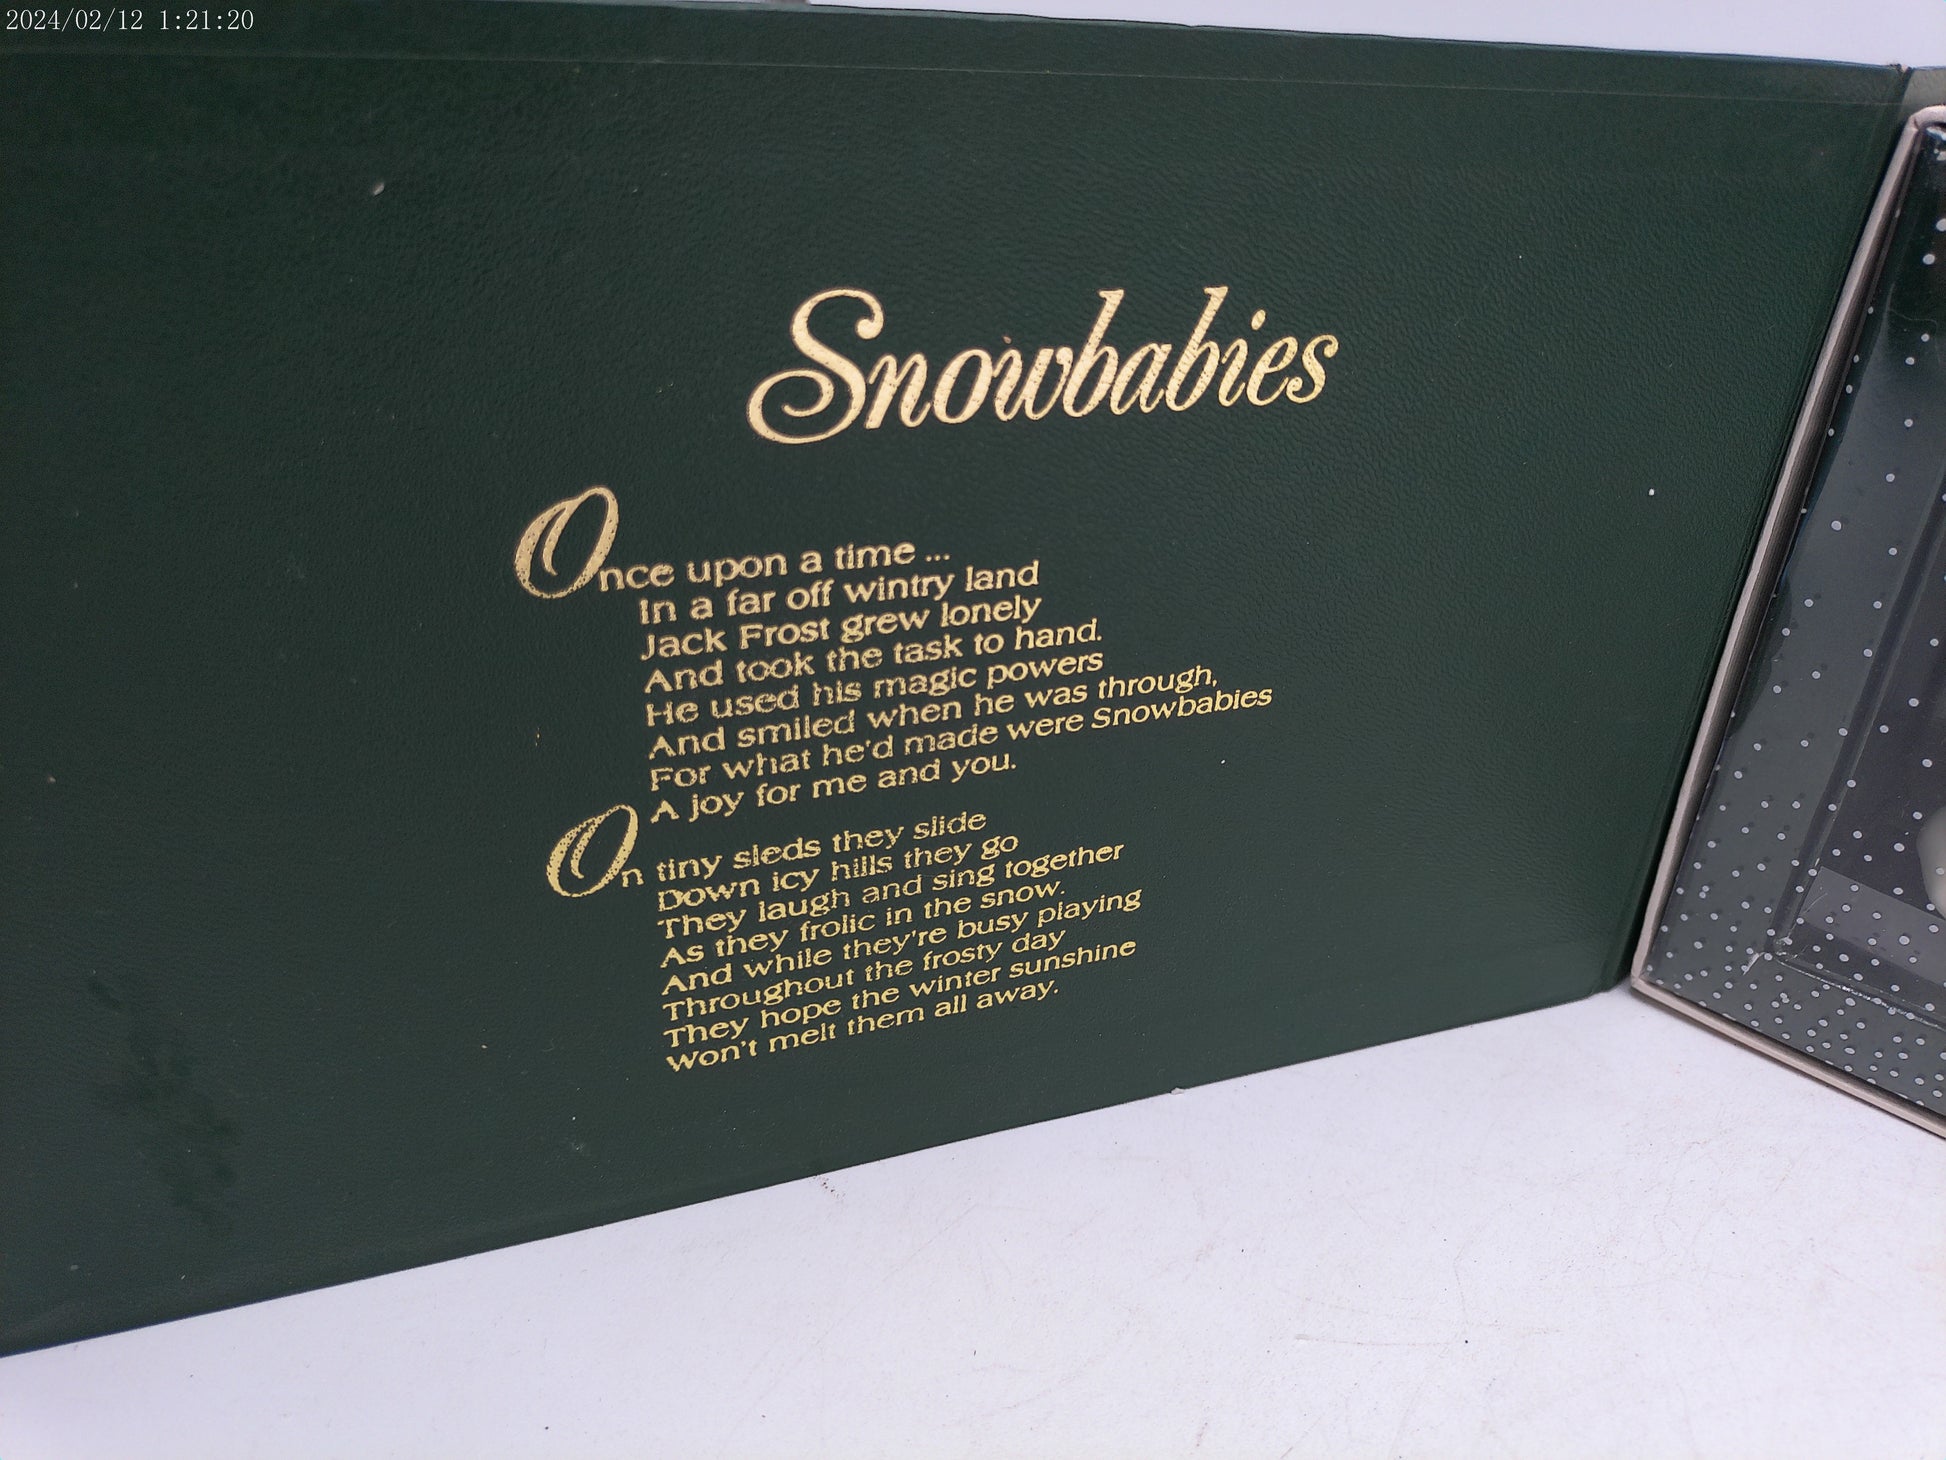 2024/02/12 1:21:20
Snowbabies
Once upon a time ...
In a far off wintry land
Jack Frost grew lonely
And took the task to hand.
He used his magic powers
And smiled when he was through,
For what he'd made were Snowbabies
A joy for me and you.
On tiny sleds they slide
Down icy hills they go
They laugh and sing together
As they frolic in the snow.
And while they're busy playing
Throughout the frosty day
They hope the winter sunshine
Won't melt them all away.